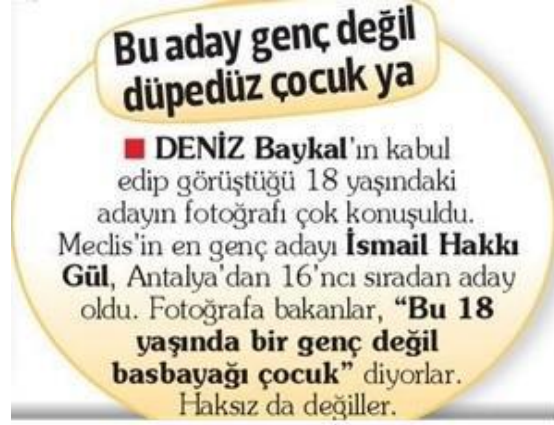 Bu aday genç değil
düpedüz çocuk ya
DENİZ Baykal'ın kabul
edip görüştüğü 18 yaşındaki
adayın fotoğrafı çok konuşuldu.
Meclis'in en genç adayı İsmail Hakkı
Gül, Antalya'dan 16'ncı sıradan aday
oldu. Fotoğrafa bakanlar, “Bu 18
yaşında bir genç değil
basbayağı çocuk” diyorlar.
Haksız da değiller.